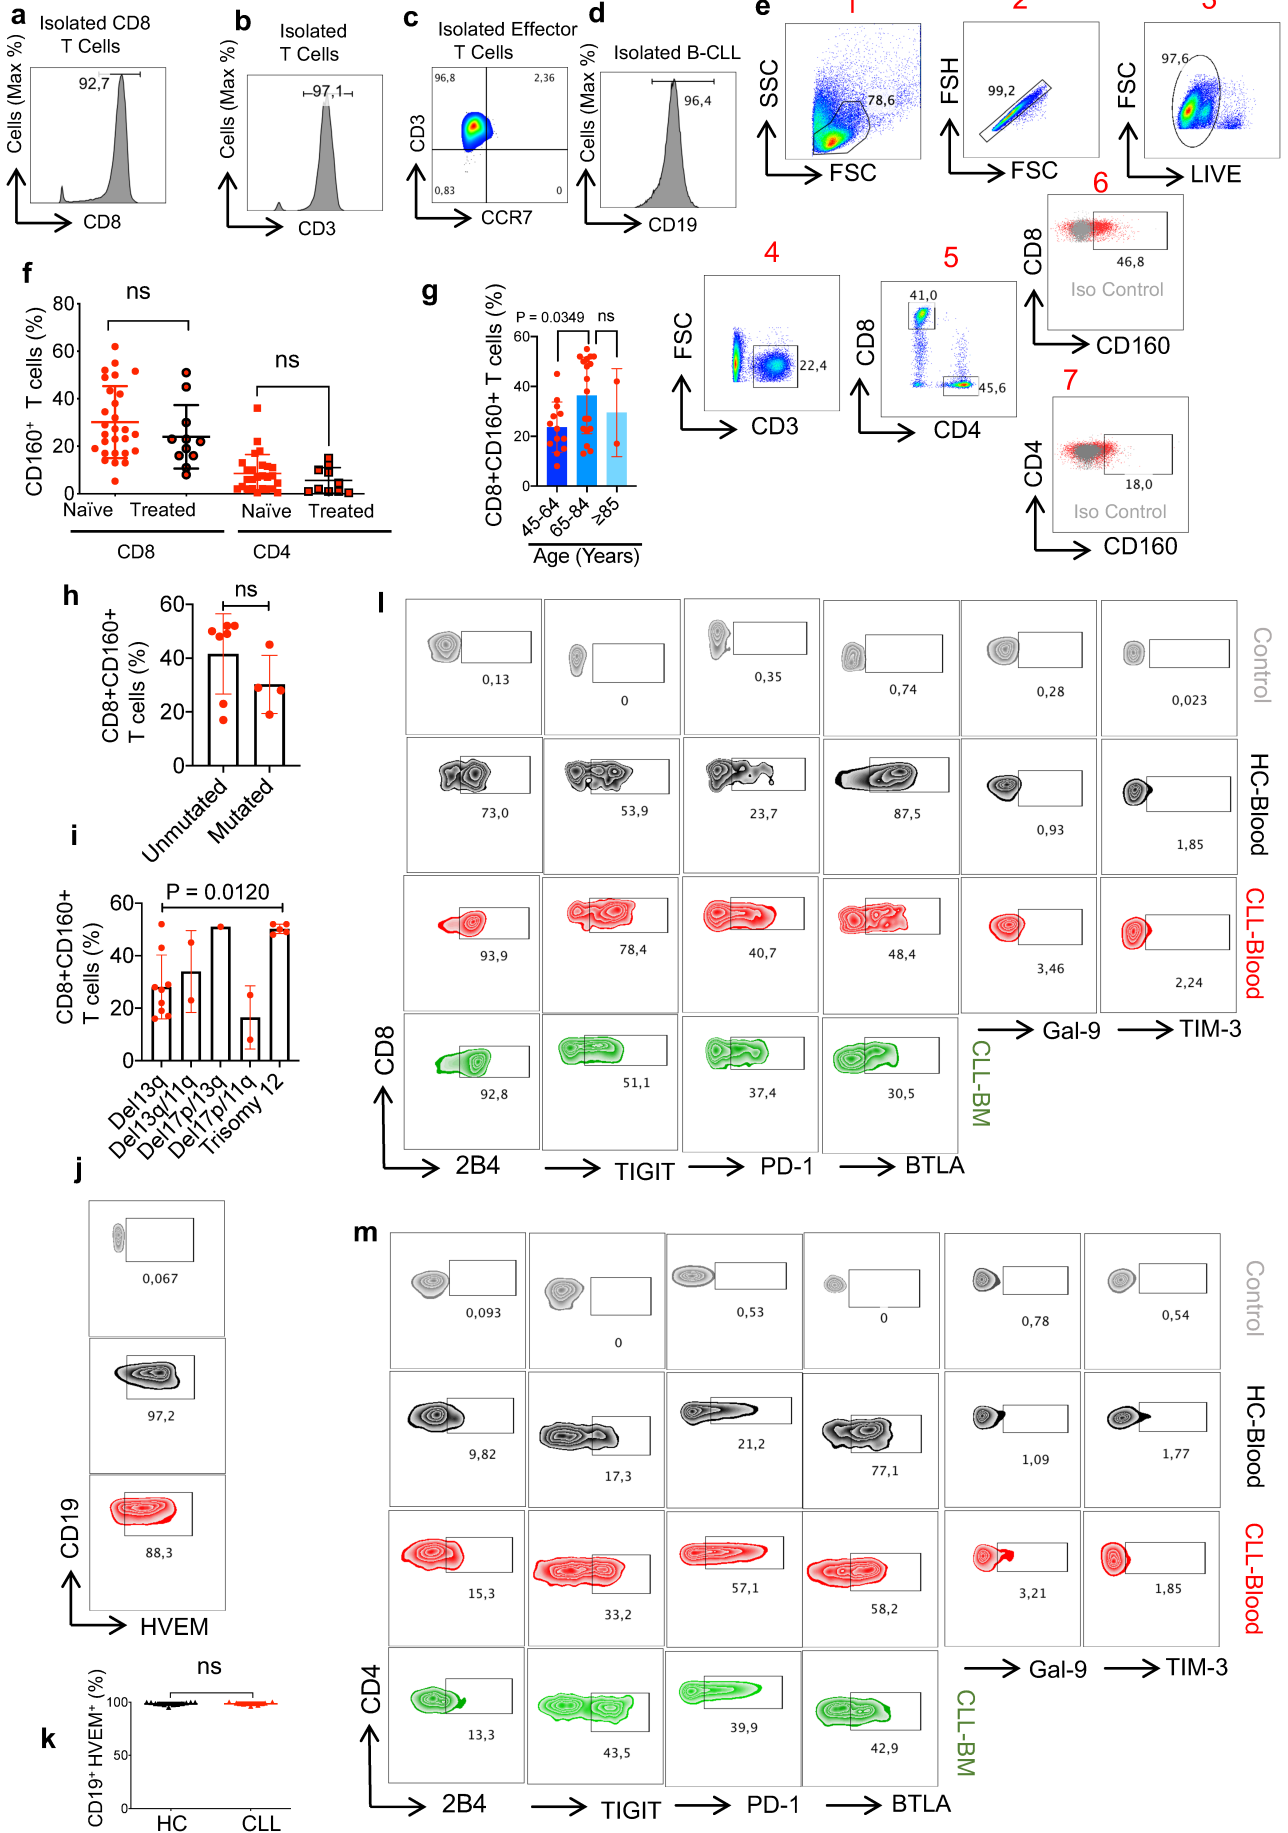 a
Isolated CD8
T Cells
Cells (Max %)
92,7
CD8
b
Isolated
T Cells
Cells (Max %)
97,1
CD3
c
Isolated Effector
T Cells
96,8
2,36
0,83
0
CD3
CCR7
d
Isolated B-CLL
Cells (Max %)
96,4
CD19
e
1
SSC
78,6
FSC
2
FSH
99,2
FSC
3
FSC
97,6
LIVE
4
FSC
22,4
CD3
5
CD8
41,0
45,6
CD4
6
CD8
46,8
Iso Control
CD160
7
CD4
18,0
Iso Control
CD160
f
CD160+ T cells (%)
80
60
40
20
0
ns
ns
Naïve Treated Naïve Treated
CD8 CD4
g
CD8+CD160+ T cells (%)
P = 0.0349
ns
60
40
20
0
45-64
65-84
≥85
Age (Years)
h
CD8+CD160+
T cells (%)
ns
60
40
20
0
Unmutated
Mutated
i
CD8+CD160+
T cells (%)
P = 0.0120
60
40
20
0
Del13q
Del13q/11q
Del17p/13q
Del17p/11q
Trisomy 12
j
0,067
97,2
88,3
CD19
HVEM
k
CD19+ HVEM+ (%)
ns
100
50
0
HC CLL
l
0,13 0 0,35 0,74 0,28 0,023
Control
73,0 53,9 23,7 87,5 0,93 1,85
HC-Blood
93,9 78,4 40,7 48,4 3,46 2,24
CLL-Blood
Gal-9 TIM-3
92,8 51,1 37,4 30,5
CLL-BM
CD8
2B4 TIGIT PD-1 BTLA
m
0,093 0 0,53 0 0,78 0,54
Control
9,82 17,3 21,2 77,1 1,09 1,77
HC-Blood
15,3 33,2 57,1 58,2 3,21 1,85
CLL-Blood
Gal-9 TIM-3
13,3 43,5 39,9 42,9
CLL-BM
CD4
2B4 TIGIT PD-1 BTLA